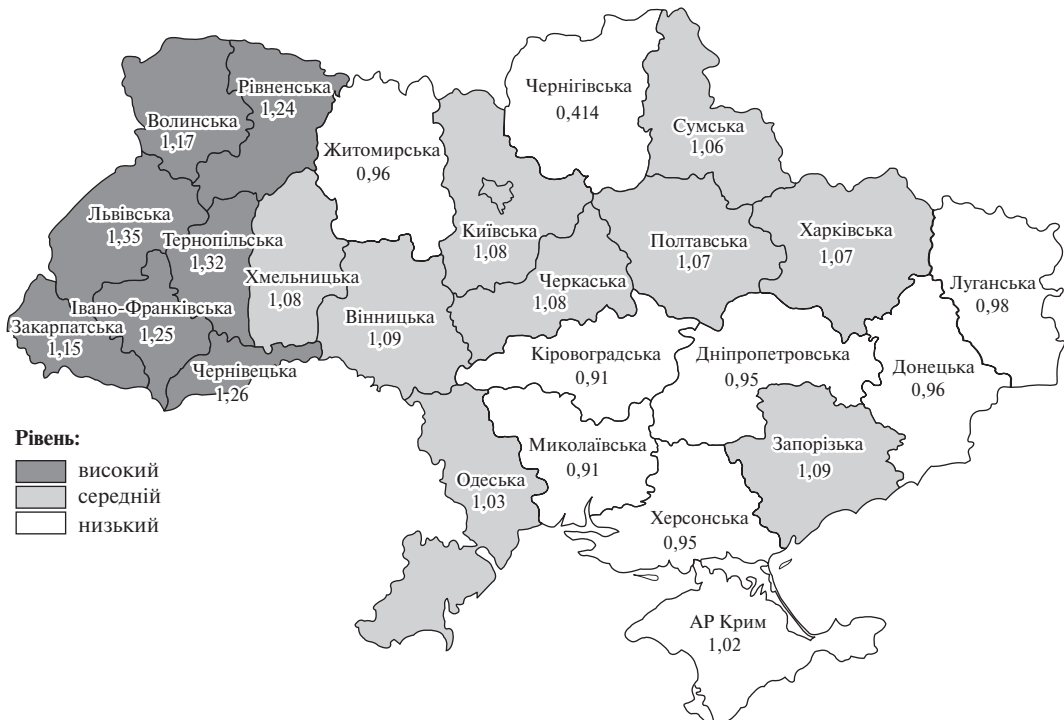 Чернігівська
0,414
Рівненська
1,24
Волинська
1,17
Сумська
1,06
Житомирська
0,96
Львівська
1,35
Тернопільська
1,32
Київська
1,08
Полтавська
1,07
Харківська
1,07
Хмельницька
1,08
Черкаська
1,08
Луганська
0,98
Івано-Франківська
1,25
Закарпатська
1,15
Вінницька
1,09
Кіровоградська
0,91
Дніпропетровська
0,95
Донецька
0,96
Чернівецька
1,26
Рівень:
високий
середній
низький
Миколаївська
0,91
Запорізька
1,09
Одеська
1,03
Херсонська
0,95
АР Крим
1,02